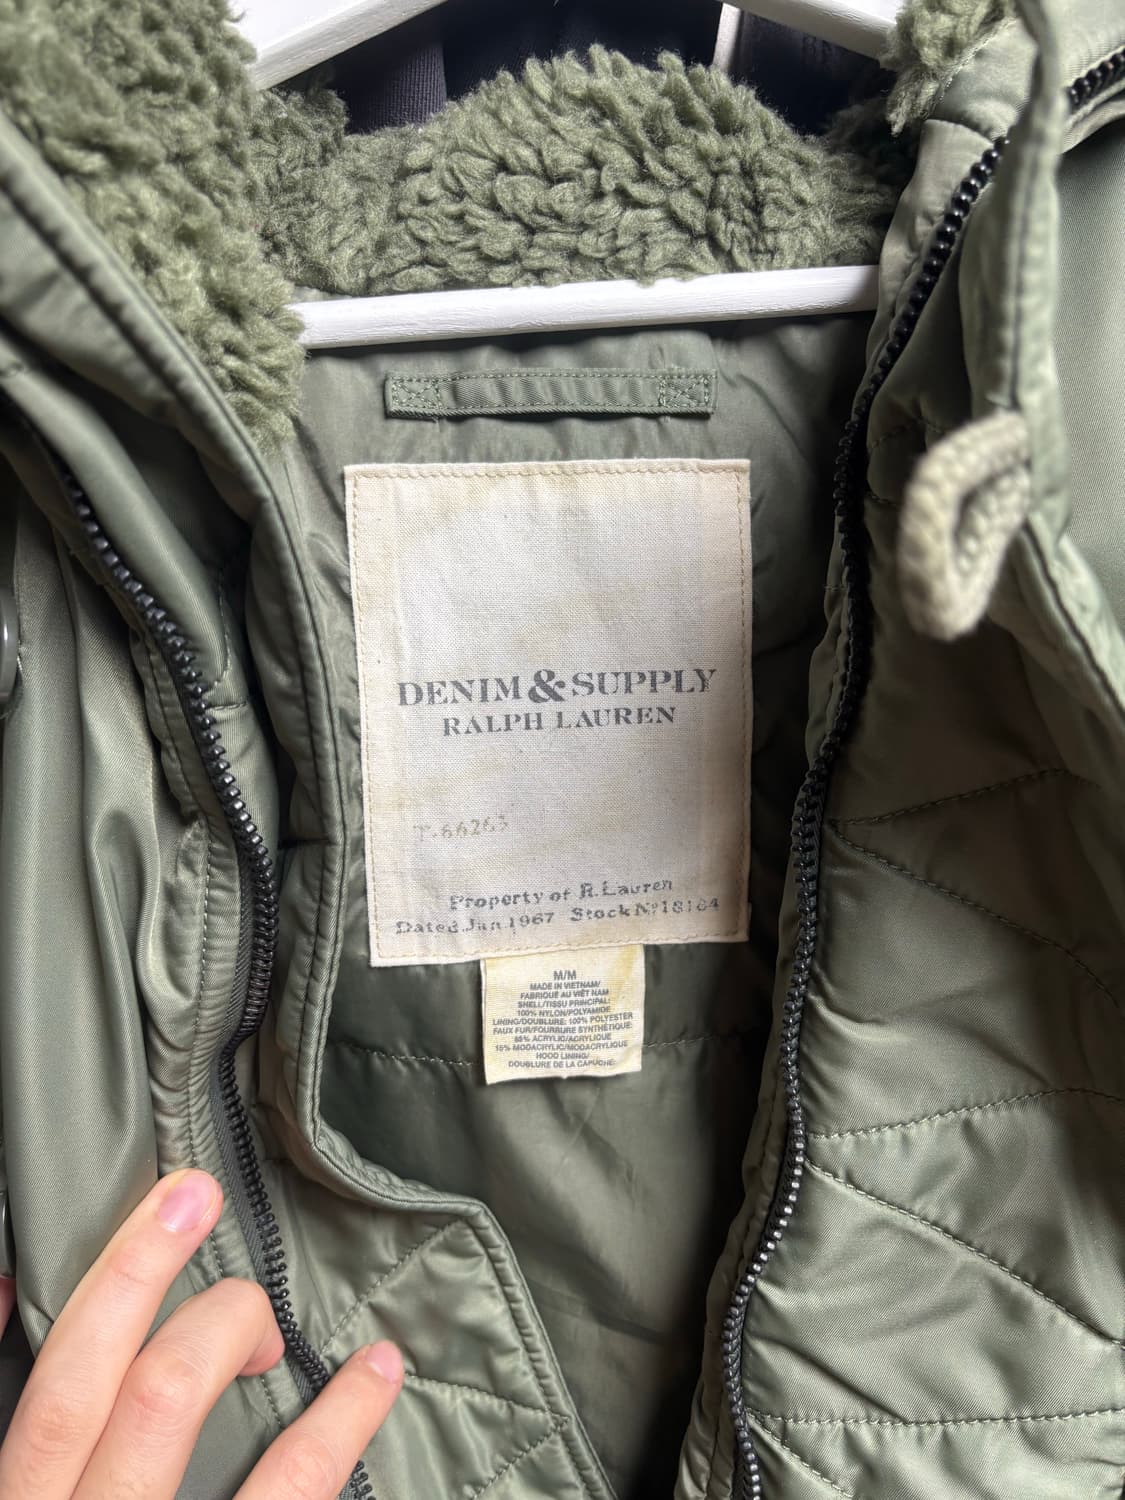 DENIM & SUPPLY
RALPH LAUREN
T-66263
Property of R. Lauren
Dated Jan. 1967 Stock No 18164
M/M
MADE IN VIETNAM/
FABRIQUÉ AU VIÊT NAM
SHELL/TISSU PRINCIPAL:
100% NYLON/POLYAMIDE
LINING/DOUBLURE: 100% POLYESTER
FAUX FUR/FOURRURE SYNTHÉTIQUE:
85% ACRYLIC/ACRYLIQUE
15% MODACRYLIC/MODACRYLIQUE
HOOD LINING/
DOUBLURE DE LA CAPUCHE: